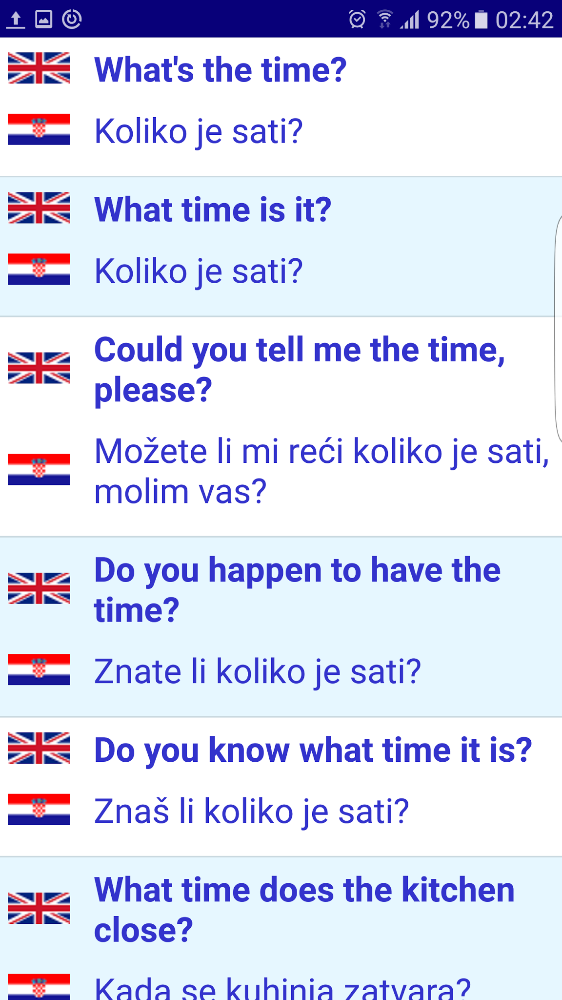 92% 02:42
What's the time?
Koliko je sati?
What time is it?
Koliko je sati?
Could you tell me the time,
please?
Možete li mi reći koliko je sati,
molim vas?
Do you happen to have the
time?
Znate li koliko je sati?
Do you know what time it is?
Znaš li koliko je sati?
What time does the kitchen
close?
Kada se kuhinja zatvara?